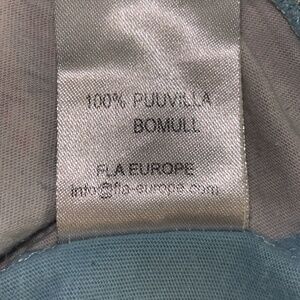 100% PUUVILLA
BOMULL
FLA EUROPE
info@fla-europe.com